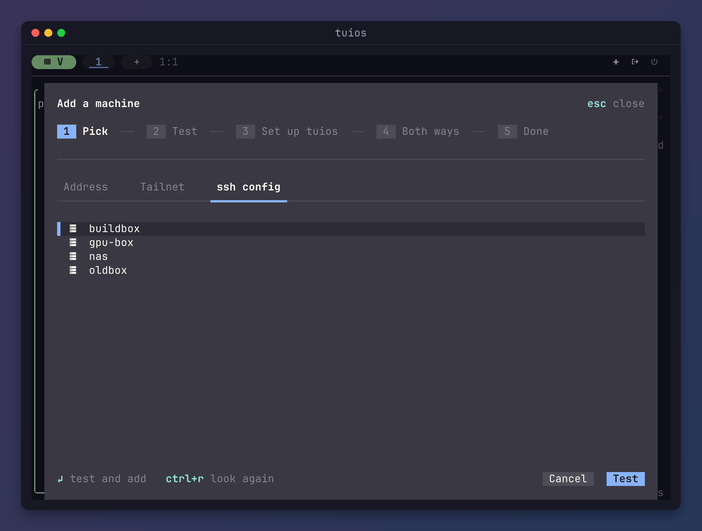 tuios
V 1 + 1:1
p
Add a machine esc close
1 Pick 2 Test 3 Set up tuios 4 Both ways 5 Done
d
Address Tailnet ssh config
buildbox
gpu-box
nas
oldbox
↲ test and add ctrl+r look again Cancel Test
s